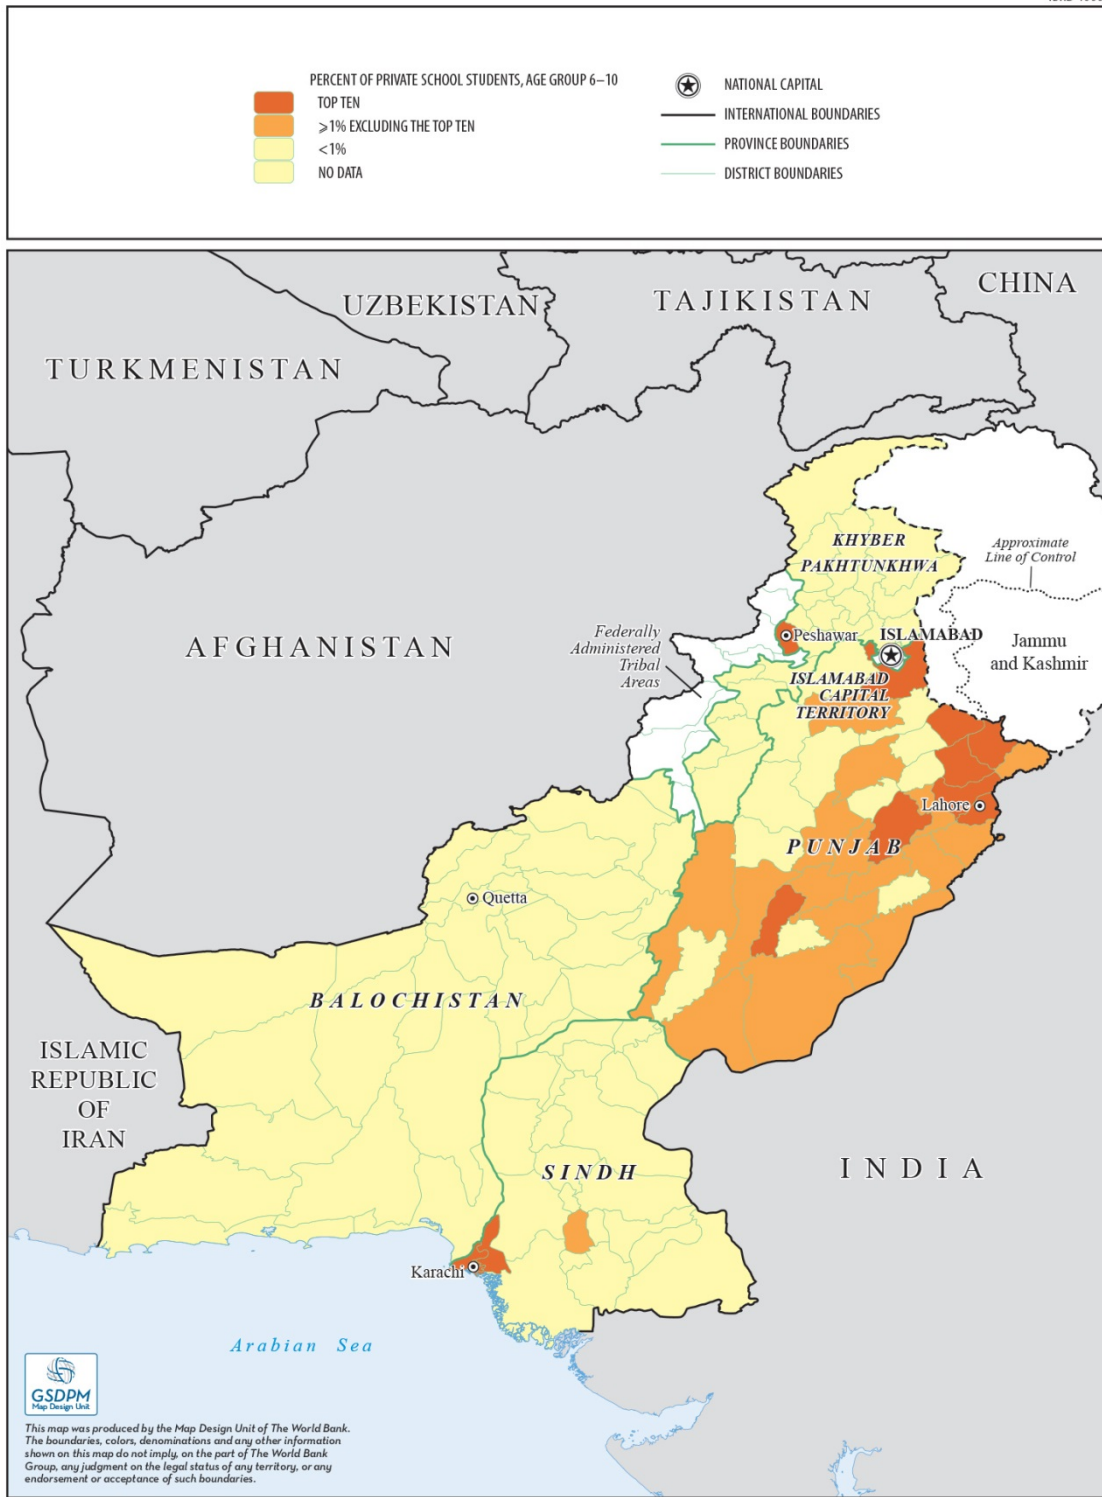 PERCENT OF PRIVATE SCHOOL STUDENTS, AGE GROUP 6–10
TOP TEN
⩾1% EXCLUDING THE TOP TEN
<1%
NO DATA
NATIONAL CAPITAL
INTERNATIONAL BOUNDARIES
PROVINCE BOUNDARIES
DISTRICT BOUNDARIES
CHINA
UZBEKISTAN
TAJIKISTAN
TURKMENISTAN
KHYBER
PAKHTUNKHWA
Approximate
Line of Control
AFGHANISTAN
Federally
Administered
Tribal
Areas
Peshawar
ISLAMABAD
Jammu
and Kashmir
ISLAMABAD
CAPITAL
TERRITORY
Lahore
PUNJAB
Quetta
BALOCHISTAN
ISLAMIC
REPUBLIC
OF
IRAN
SINDH
INDIA
Karachi
Arabian Sea
GSDPM
Map Design Unit
This map was produced by the Map Design Unit of The World Bank.
The boundaries, colors, denominations and any other information
shown on this map do not imply, on the part of The World Bank
Group, any judgment on the legal status of any territory, or any
endorsement or acceptance of such boundaries.